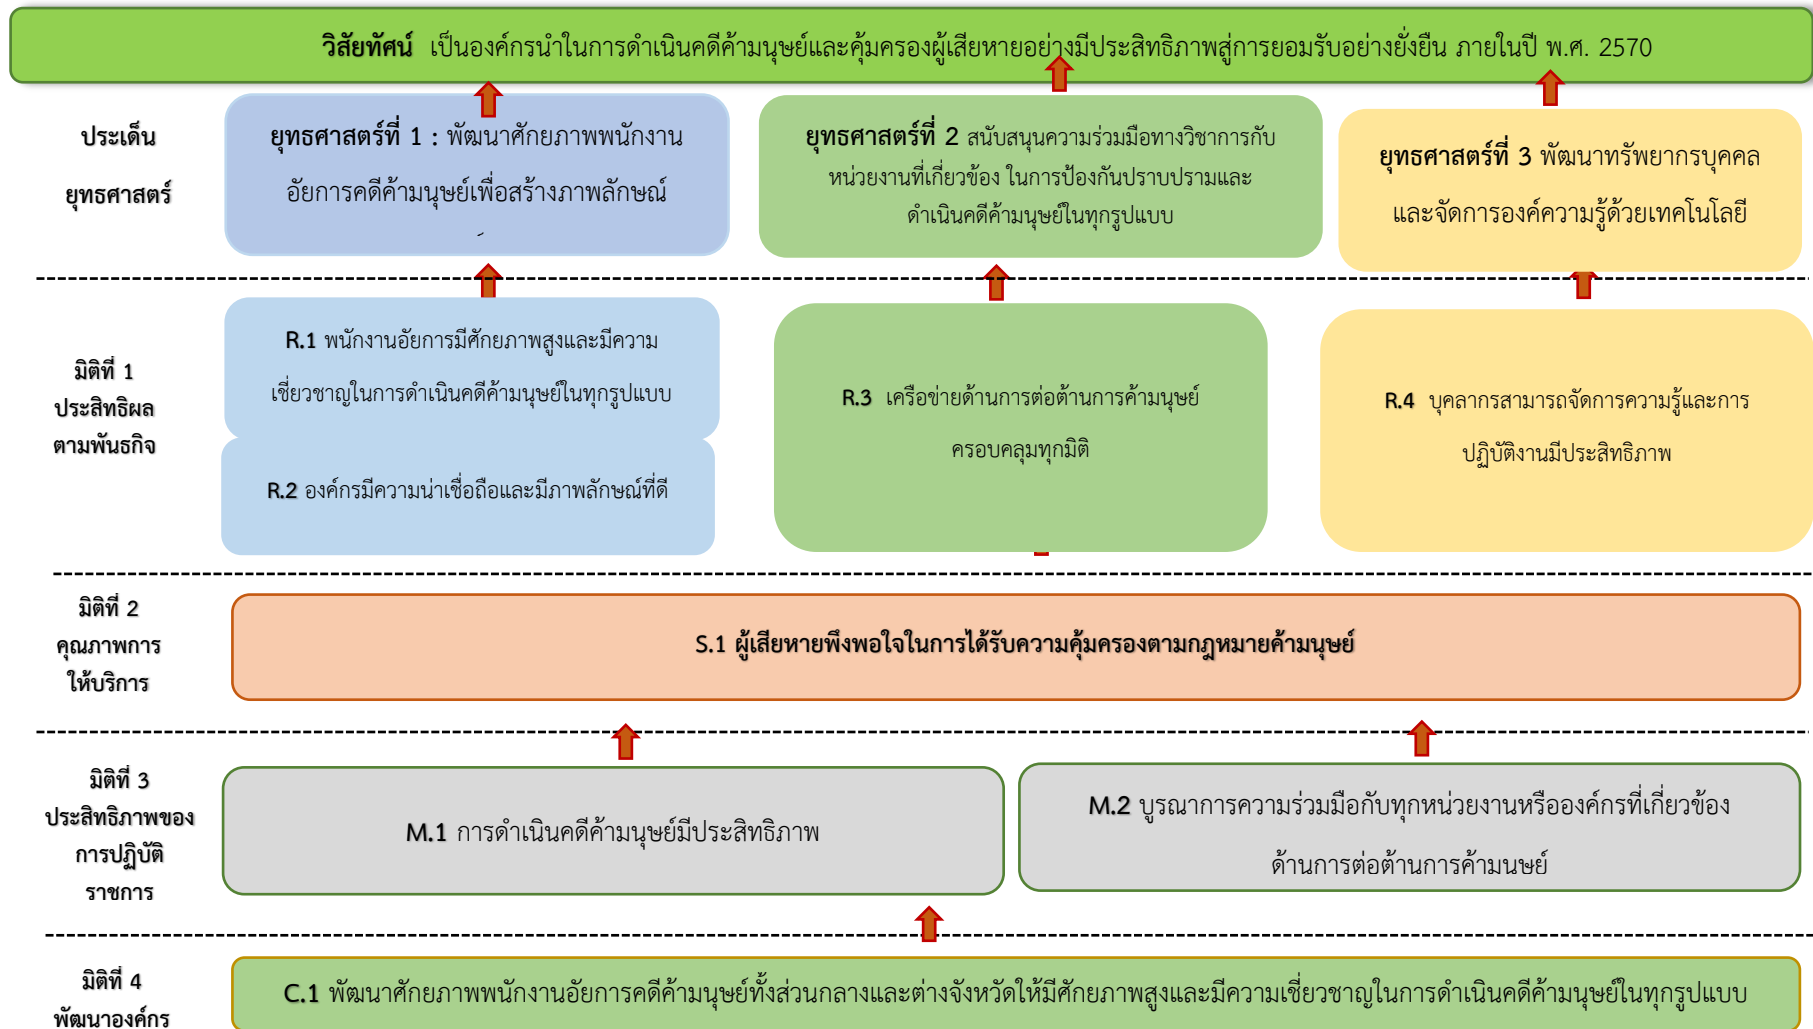 วิสัยทัศน์ เป็นองค์กรนำในการดำเนินคดีค้ามนุษย์และคุ้มครองผู้เสียหายอย่างมีประสิทธิภาพสู่การยอมรับอย่างยั่งยืน ภายในปี พ.ศ. 2570
ประเด็น
ยุทธศาสตร์
ยุทธศาสตร์ที่ 1 : พัฒนาศักยภาพพนักงาน
อัยการคดีค้ามนุษย์เพื่อสร้างภาพลักษณ์
ยุทธศาสตร์ที่ 2 สนับสนุนความร่วมมือทางวิชาการกับ
หน่วยงานที่เกี่ยวข้อง ในการป้องกันปราบปรามและ
ดำเนินคดีค้ามนุษย์ในทุกรูปแบบ
ยุทธศาสตร์ที่ 3 พัฒนาทรัพยากรบุคคล
และจัดการองค์ความรู้ด้วยเทคโนโลยี
มิติที่ 1
ประสิทธิผล
ตามพันธกิจ
R.1 พนักงานอัยการมีศักยภาพสูงและมีความ
เชี่ยวชาญในการดำเนินคดีค้ามนุษย์ในทุกรูปแบบ
R.2 องค์กรมีความน่าเชื่อถือและมีภาพลักษณ์ที่ดี
R.3 เครือข่ายด้านการต่อต้านการค้ามนุษย์
ครอบคลุมทุกมิติ
R.4 บุคลากรสามารถจัดการความรู้และการ
ปฏิบัติงานมีประสิทธิภาพ
มิติที่ 2
คุณภาพการ
ให้บริการ
S.1 ผู้เสียหายพึงพอใจในการได้รับความคุ้มครองตามกฎหมายค้ามนุษย์
มิติที่ 3
ประสิทธิภาพของ
การปฏิบัติ
ราชการ
M.1 การดำเนินคดีค้ามนุษย์มีประสิทธิภาพ
M.2 บูรณาการความร่วมมือกับทุกหน่วยงานหรือองค์กรที่เกี่ยวข้อง
ด้านการต่อต้านการค้ามนุษย์
มิติที่ 4
พัฒนาองค์กร
C.1 พัฒนาศักยภาพพนักงานอัยการคดีค้ามนุษย์ทั้งส่วนกลางและต่างจังหวัดให้มีศักยภาพสูงและมีความเชี่ยวชาญในการดำเนินคดีค้ามนุษย์ในทุกรูปแบบ